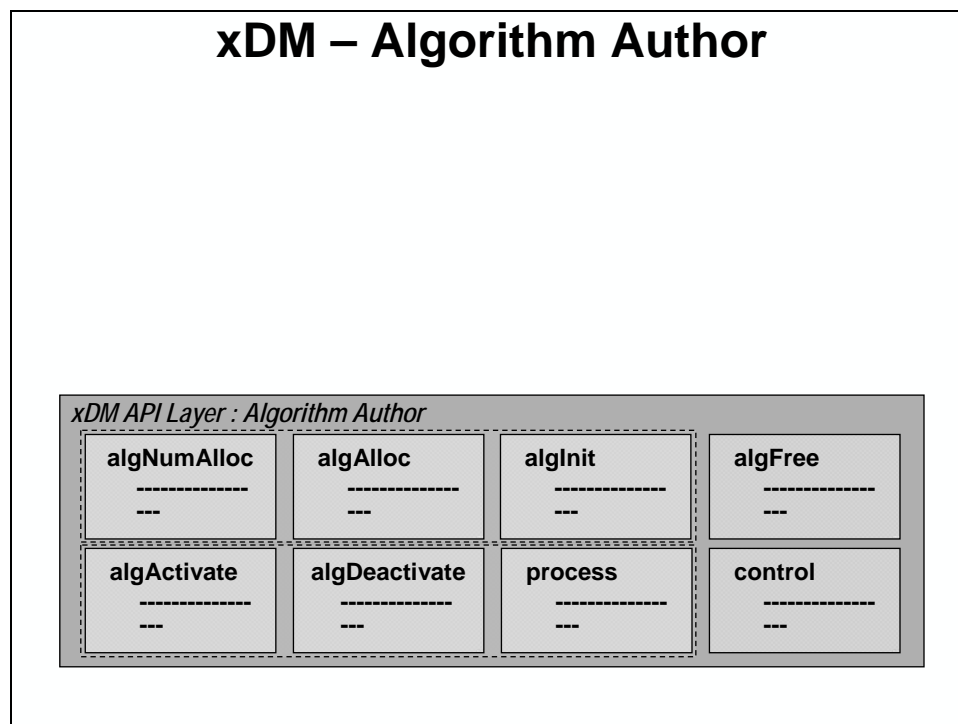 xDM – Algorithm Author
xDM API Layer : Algorithm Author
algNumAlloc
--------------
---
algAlloc
--------------
---
algInit
--------------
---
algFree
--------------
---
algActivate
--------------
---
algDeactivate
--------------
---
process
--------------
---
control
--------------
---